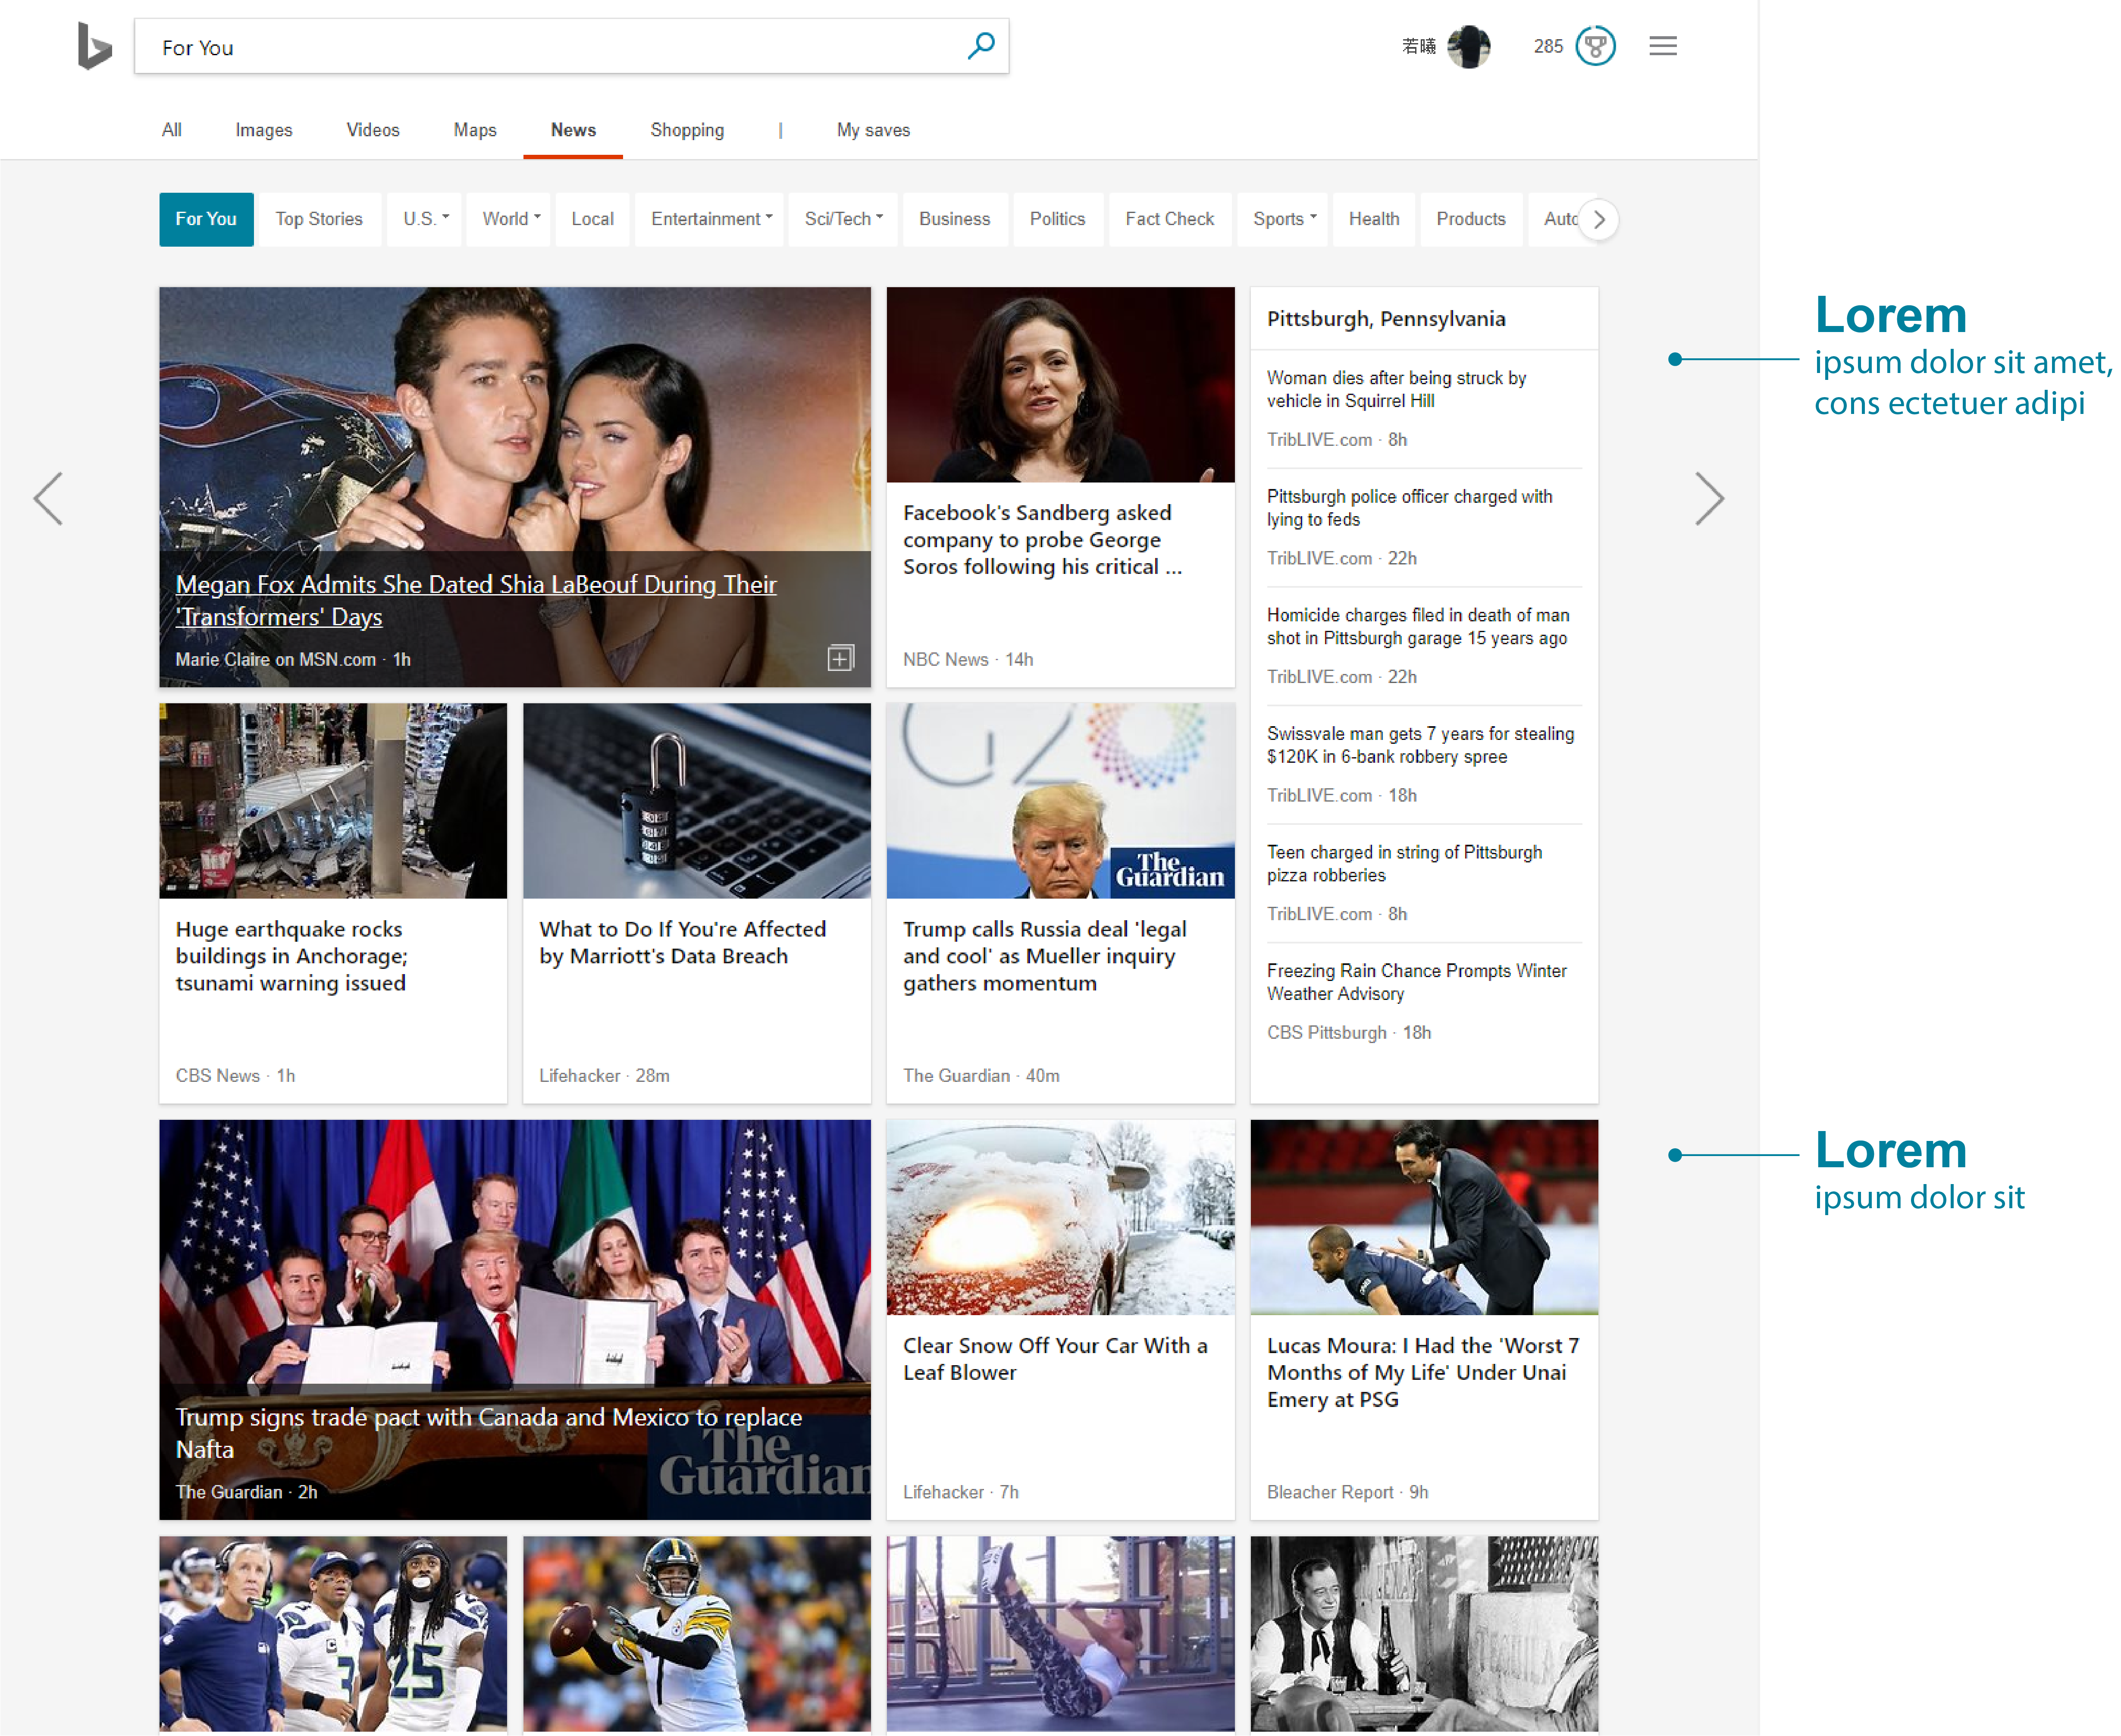 For You
若曦
285
All Images Videos Maps News Shopping | My saves
For You Top Stories U.S. World Local Entertainment Sci/Tech Business Politics Fact Check Sports Health Products Auto
Megan Fox Admits She Dated Shia LaBeouf During Their
'Transformers' Days
Marie Claire on MSN.com · 1h
Facebook's Sandberg asked
company to probe George
Soros following his critical ...
NBC News · 14h
Pittsburgh, Pennsylvania
Woman dies after being struck by
vehicle in Squirrel Hill
TribLIVE.com · 8h
Pittsburgh police officer charged with
lying to feds
TribLIVE.com · 22h
Homicide charges filed in death of man
shot in Pittsburgh garage 15 years ago
TribLIVE.com · 22h
Swissvale man gets 7 years for stealing
$120K in 6-bank robbery spree
TribLIVE.com · 18h
Teen charged in string of Pittsburgh
pizza robberies
TribLIVE.com · 8h
Freezing Rain Chance Prompts Winter
Weather Advisory
CBS Pittsburgh · 18h
Lorem
ipsum dolor sit amet,
cons ectetuer adipi
Huge earthquake rocks
buildings in Anchorage;
tsunami warning issued
CBS News · 1h
What to Do If You're Affected
by Marriott's Data Breach
Lifehacker · 28m
G20
The
Guardian
Trump calls Russia deal 'legal
and cool' as Mueller inquiry
gathers momentum
The Guardian · 40m
Trump signs trade pact with Canada and Mexico to replace
Nafta
The Guardian · 2h
The
Guardian
Clear Snow Off Your Car With a
Leaf Blower
Lifehacker · 7h
Lucas Moura: I Had the 'Worst 7
Months of My Life' Under Unai
Emery at PSG
Bleacher Report · 9h
Lorem
ipsum dolor sit
3
25
7